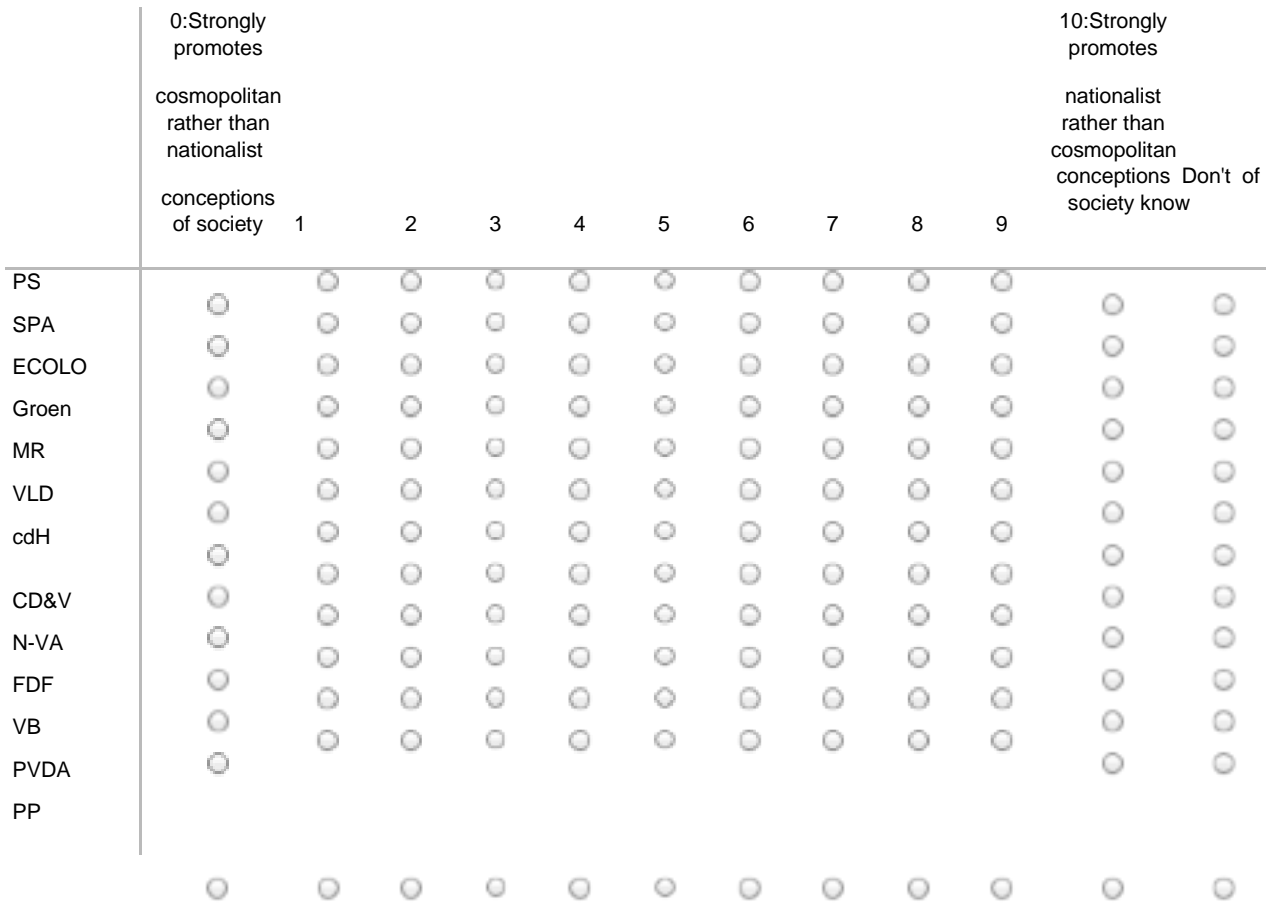 0:Strongly
promotes
cosmopolitan
rather than
nationalist
conceptions
of society
1
2
3
4
5
6
7
8
9
10:Strongly
promotes
nationalist
rather than
cosmopolitan
conceptions Don't of
society know
PS
SPA
ECOLO
Groen
MR
VLD
cdH
CD&V
N-VA
FDF
VB
PVDA
PP